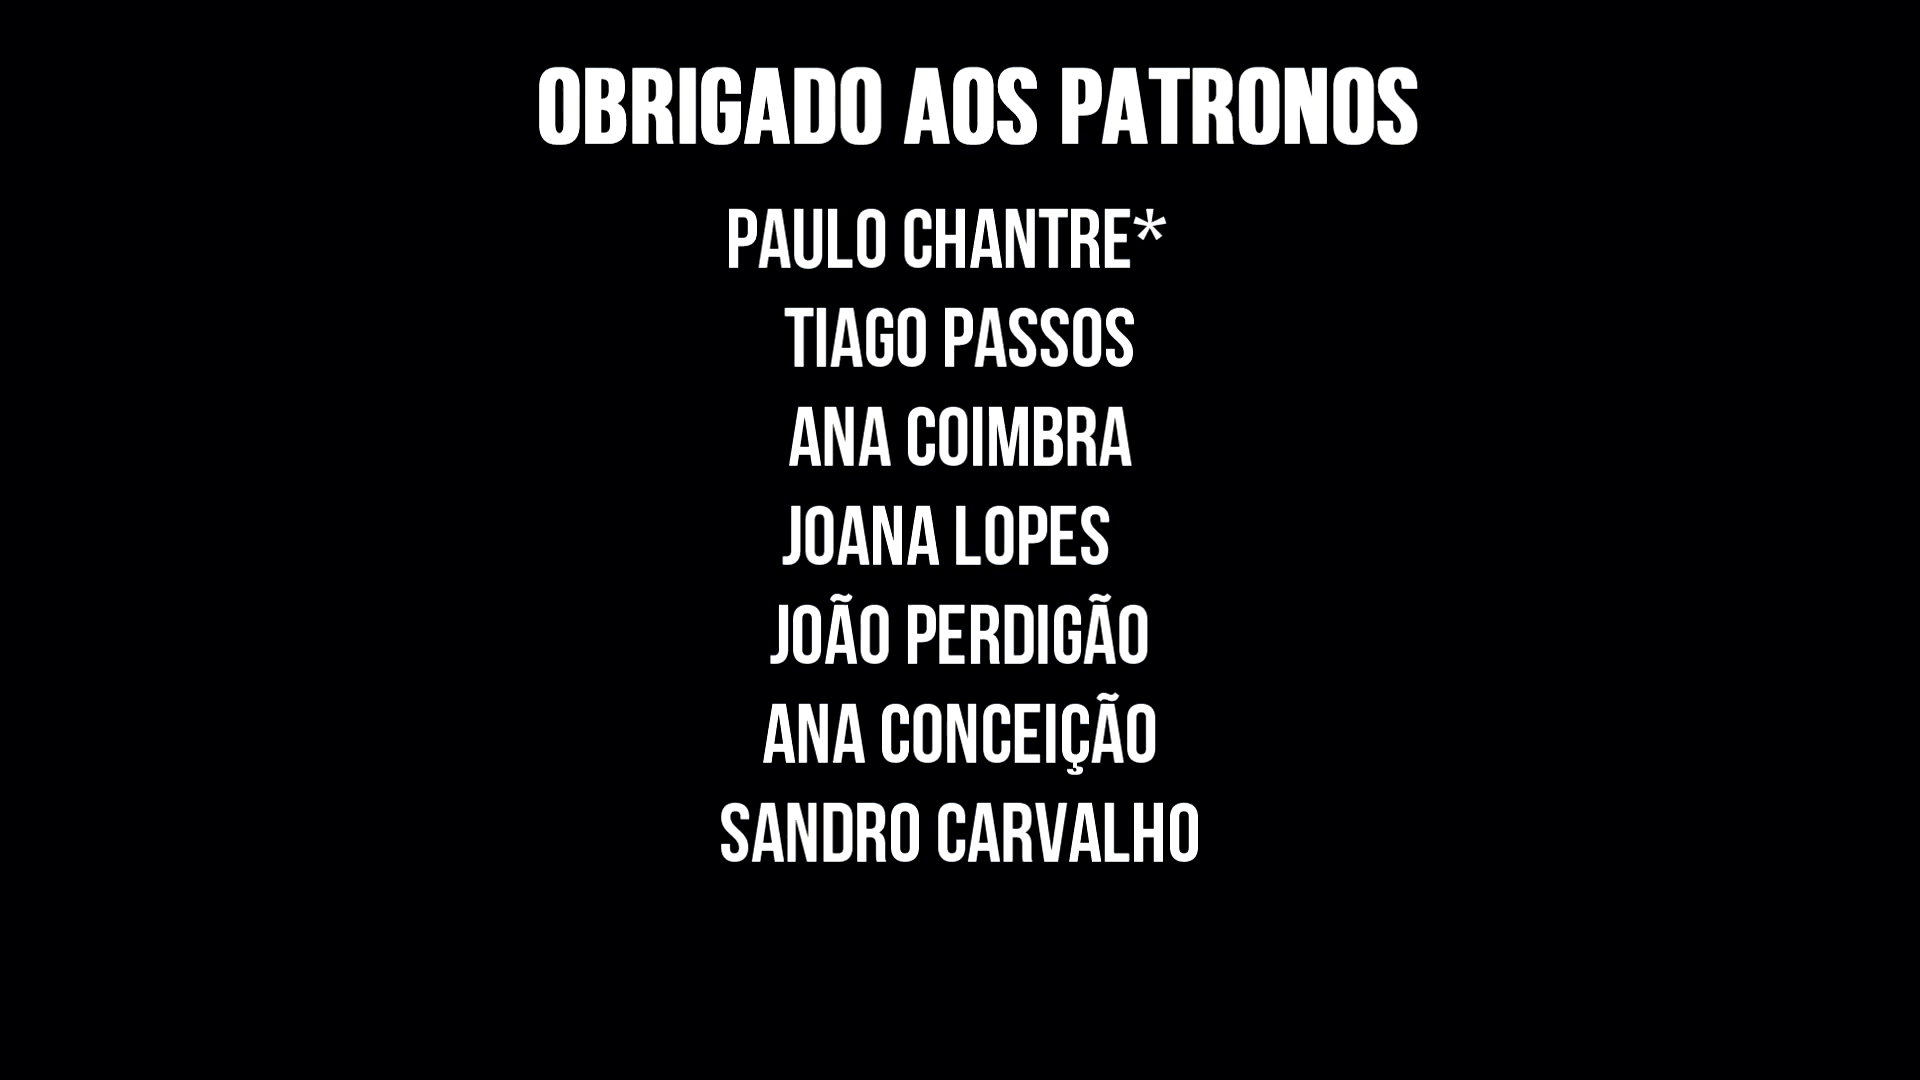 OBRIGADO AOS PATRONOS
PAULO CHANTRE*
TIAGO PASSOS
ANA COIMBRA
JOANA LOPES
JOÃO PERDIGÃO
ANA CONCEIÇÃO
SANDRO CARVALHO